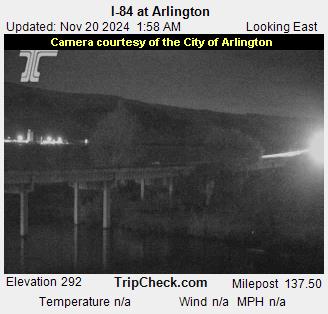 I-84 at Arlington
Updated: Nov 20 2024 1:58 AM Looking East
Camera courtesy of the City of Arlington
Elevation 292 TripCheck.com Milepost 137.50
Temperature n/a Wind n/a MPH n/a